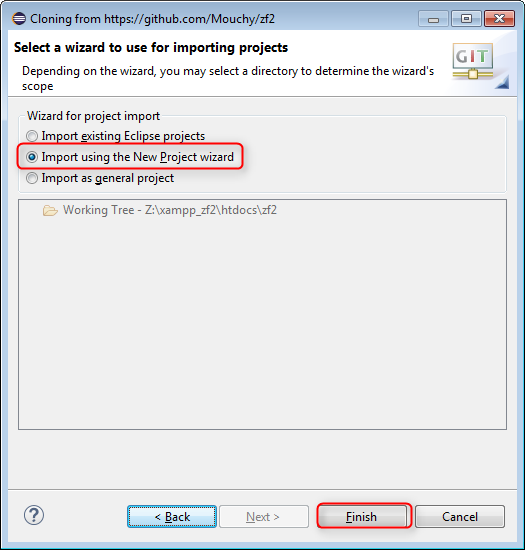 Cloning from https://github.com/Mouchy/zf2
Select a wizard to use for importing projects
Depending on the wizard, you may select a directory to determine the wizard's
scope
GIT
Wizard for project import
Import existing Eclipse projects
Import using the New Project wizard
Import as general project
Working Tree - Z:\xampp_zf2\htdocs\zf2
?
< Back
Next >
Finish
Cancel